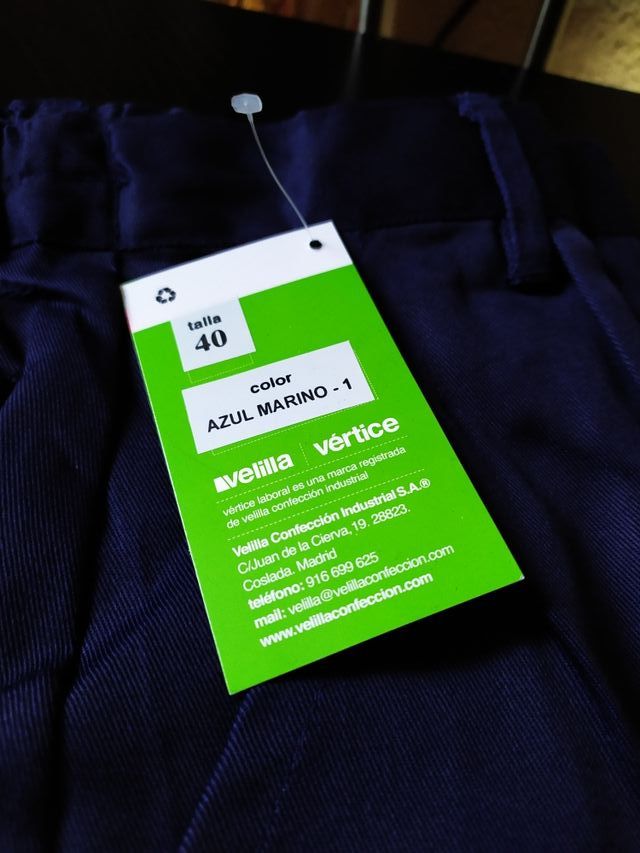 talla
40
color
AZUL MARINO - 1
velilla vértice
vértice laboral es una marca registrada
de velilla confección industrial
Velilla Confección Industrial S.A.®
C/Juan de la Cierva, 19. 28823.
Coslada. Madrid
teléfono: 916 699 625
mail: velilla@velillaconfeccion.com
www.velillaconfeccion.com